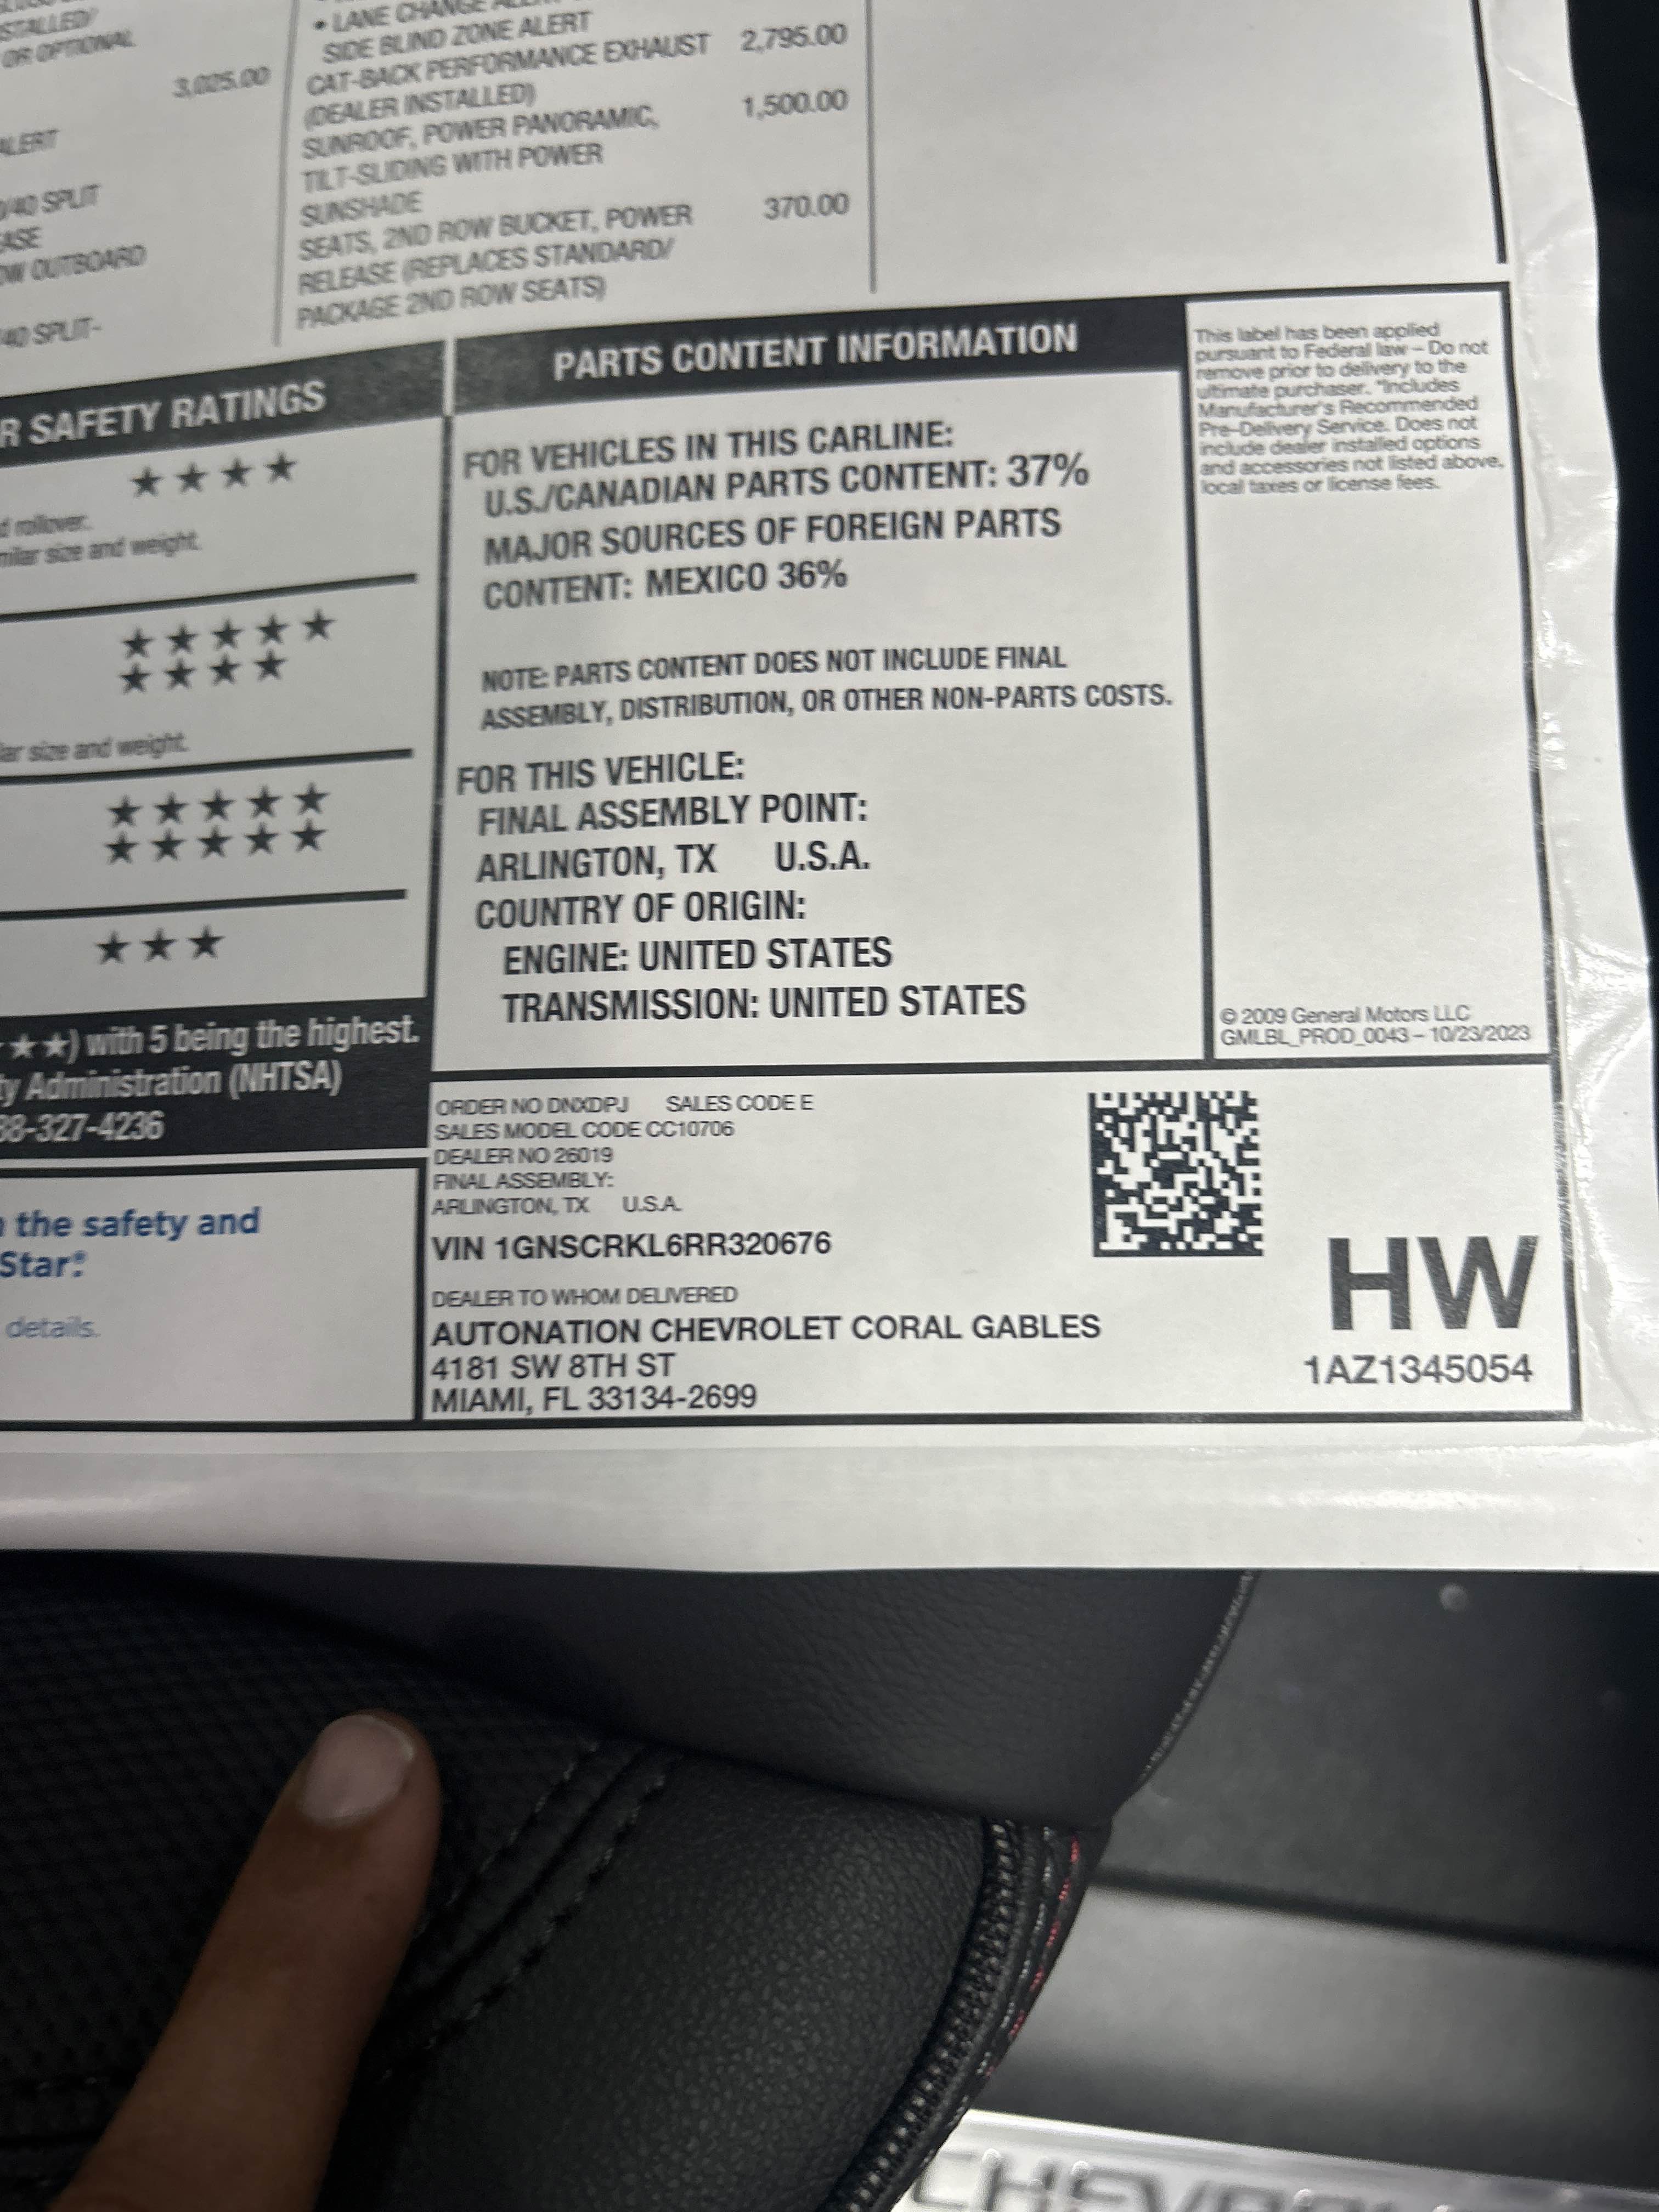 STALLED/
OR OPTIONAL
3,025.00
ALERT
/40 SPLIT
OW OUTBOARD
40 SPLIT-
• LANE CHANGE
SIDE BLIND ZONE ALERT
CAT-BACK PERFORMANCE EXHAUST 2,795.00
(DEALER INSTALLED)
SUNROOF, POWER PANORAMIC, 1,500.00
TILT-SLIDING WITH POWER
SUNSHADE
SEATS, 2ND ROW BUCKET, POWER 370.00
RELEASE (REPLACES STANDARD/
PACKAGE 2ND ROW SEATS)
R SAFETY RATINGS
★★★★
d rollover.
milar size and weight.
★★★★★
★★★★
lar size and weight.
★★★★★
★★★★★
★★★
★★) with 5 being the highest.
ty Administration (NHTSA)
88-327-4236
the safety and
Star®
details.
PARTS CONTENT INFORMATION
FOR VEHICLES IN THIS CARLINE:
U.S./CANADIAN PARTS CONTENT: 37%
MAJOR SOURCES OF FOREIGN PARTS
CONTENT: MEXICO 36%
NOTE: PARTS CONTENT DOES NOT INCLUDE FINAL
ASSEMBLY, DISTRIBUTION, OR OTHER NON-PARTS COSTS.
FOR THIS VEHICLE:
FINAL ASSEMBLY POINT:
ARLINGTON, TX U.S.A.
COUNTRY OF ORIGIN:
ENGINE: UNITED STATES
TRANSMISSION: UNITED STATES
This label has been applied
pursuant to Federal law – Do not
remove prior to delivery to the
ultimate purchaser. *Includes
Manufacturer's Recommended
Pre-Delivery Service. Does not
include dealer installed options
and accessories not listed above,
local taxes or license fees.
© 2009 General Motors LLC
GMLBL_PROD_0043 – 10/23/2023
ORDER NO DNXDPJ SALES CODE E
SALES MODEL CODE CC10706
DEALER NO 26019
FINAL ASSEMBLY:
ARLINGTON, TX U.S.A.
VIN 1GNSCRKL6RR320676
DEALER TO WHOM DELIVERED
AUTONATION CHEVROLET CORAL GABLES
4181 SW 8TH ST
MIAMI, FL 33134-2699
HW
1AZ1345054